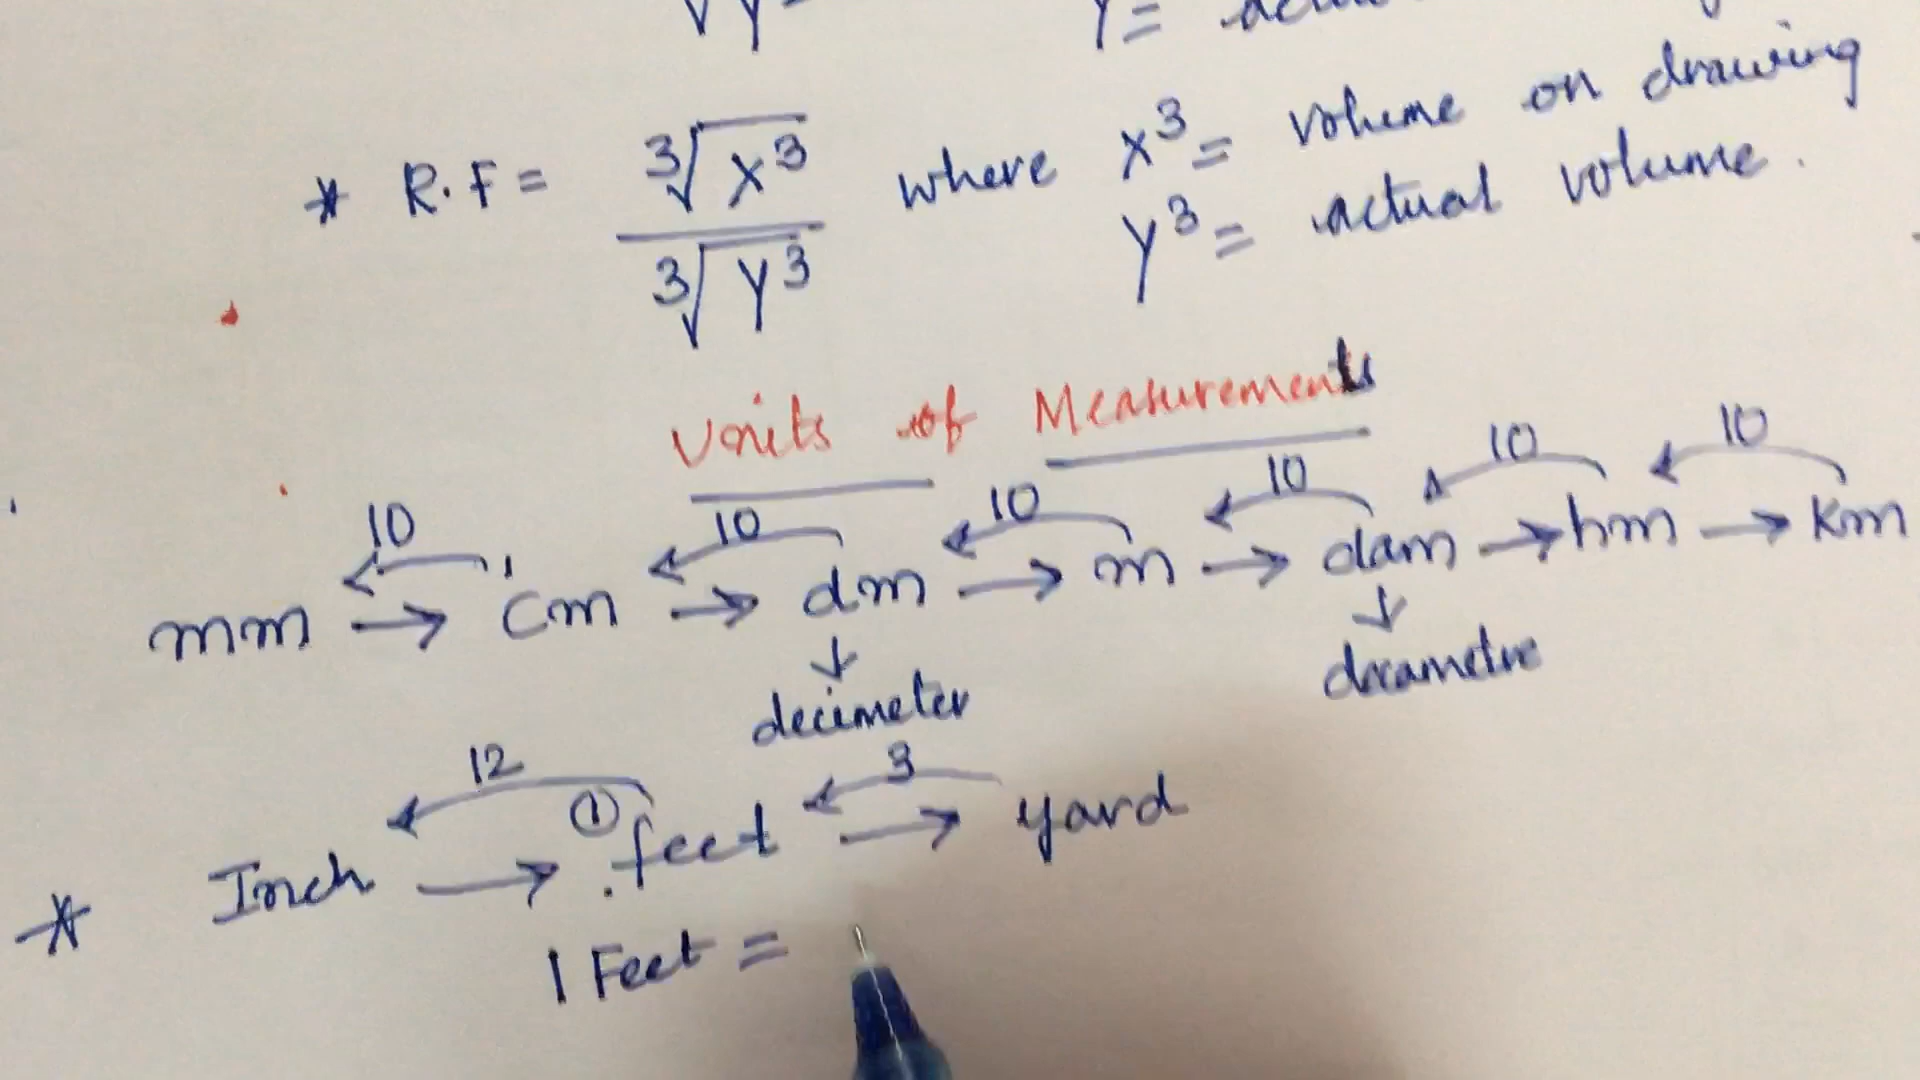 * R.F = ∛x³ / ∛y³ where x³ = volume on drawing
y³ = actual volume.
Units of Measurements
10 10 10 10 10 10
mm → cm → dm → m → dam → hm → km
decimeter
12 3
* Inch → ① feet → yard
1 Feet =